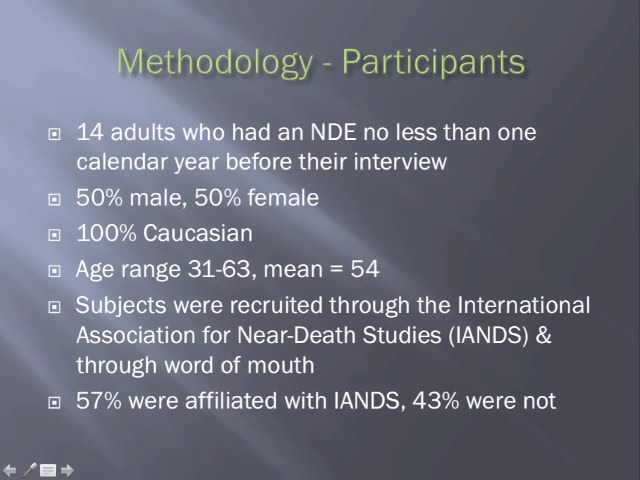 Methodology - Participants
14 adults who had an NDE no less than one
calendar year before their interview
50% male, 50% female
100% Caucasian
Age range 31-63, mean = 54
Subjects were recruited through the International
Association for Near-Death Studies (IANDS) &
through word of mouth
57% were affiliated with IANDS, 43% were not